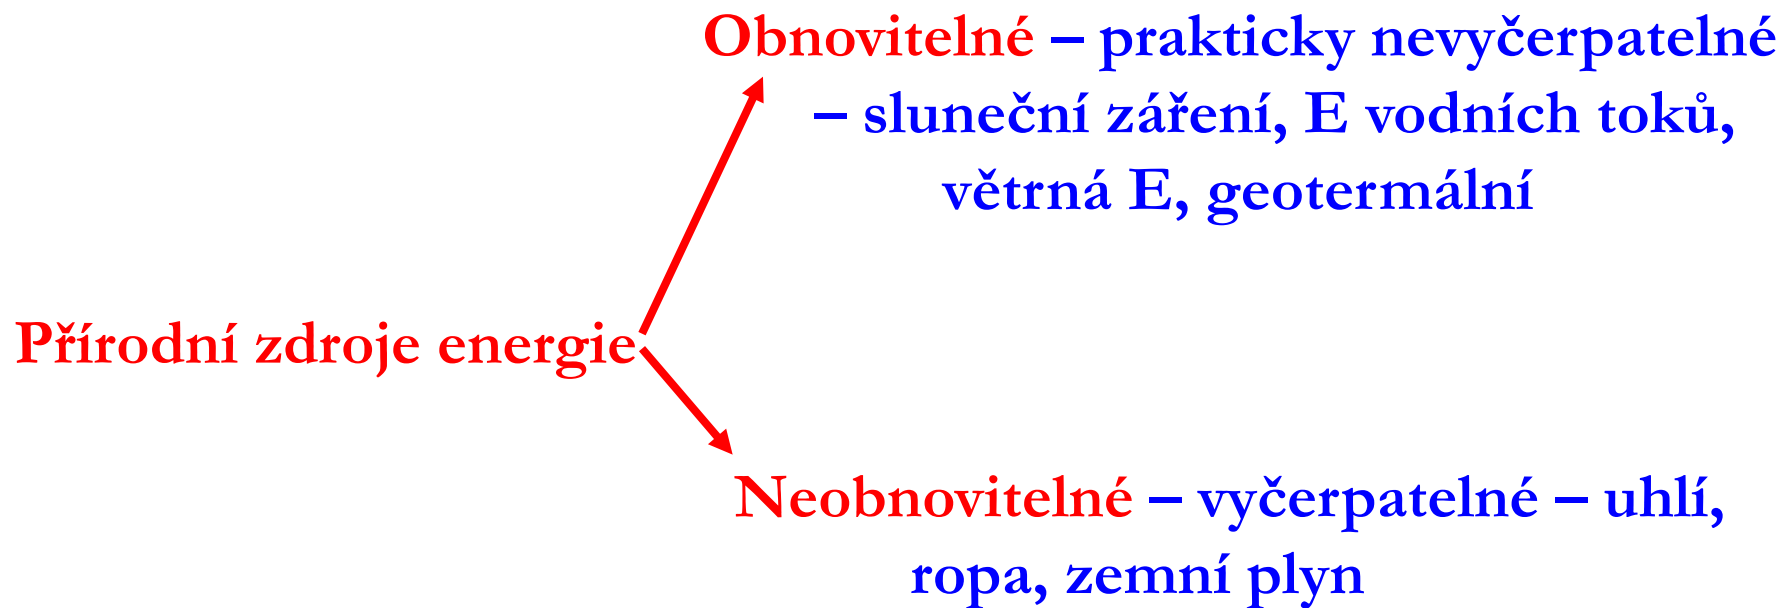 Obnovitelné – prakticky nevyčerpatelné
– sluneční záření, E vodních toků,
větrná E, geotermální
Přírodní zdroje energie
Neobnovitelné – vyčerpatelné – uhlí,
ropa, zemní plyn